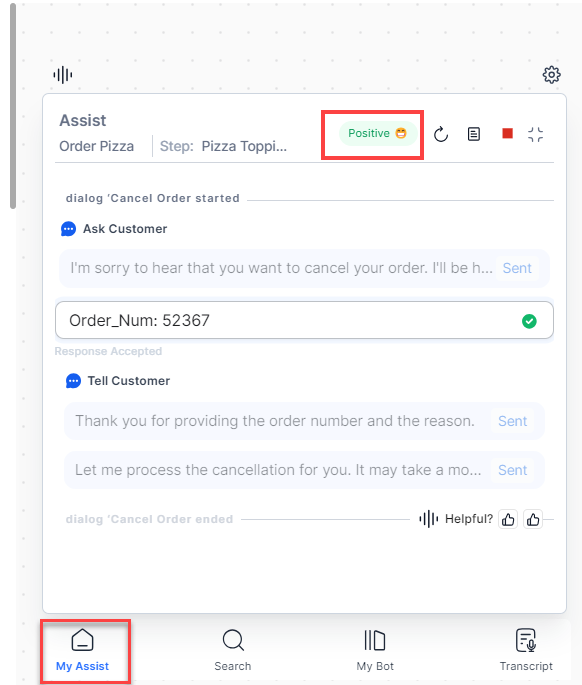 Assist
Order Pizza Step: Pizza Toppi...
Positive
dialog 'Cancel Order started
Ask Customer
I'm sorry to hear that you want to cancel your order. I'll be h... Sent
Order_Num: 52367
Response Accepted
Tell Customer
Thank you for providing the order number and the reason. Sent
Let me process the cancellation for you. It may take a mo... Sent
dialog 'Cancel Order ended Helpful?
My Assist Search My Bot Transcript